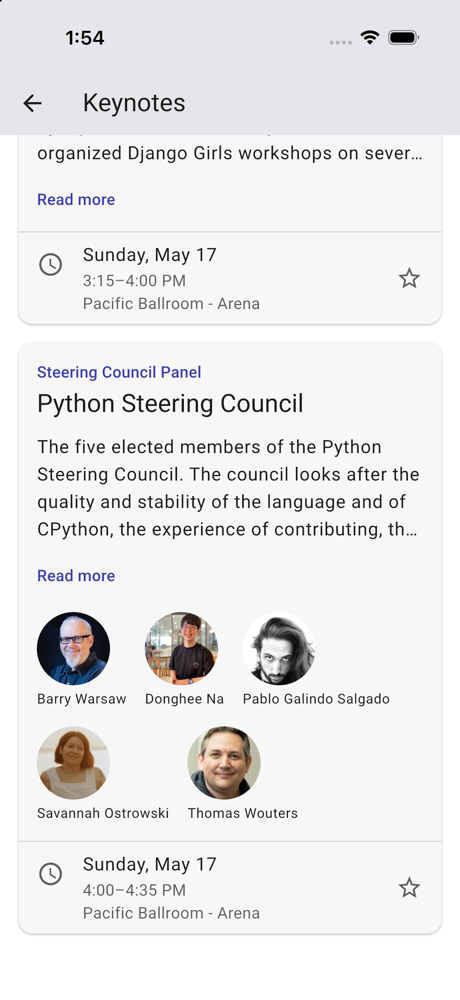 1:54
Keynotes
organized Django Girls workshops on sever…
Read more
Sunday, May 17
3:15–4:00 PM
Pacific Ballroom - Arena
Steering Council Panel
Python Steering Council
The five elected members of the Python
Steering Council. The council looks after the
quality and stability of the language and of
CPython, the experience of contributing, th…
Read more
Barry Warsaw
Donghee Na
Pablo Galindo Salgado
Savannah Ostrowski
Thomas Wouters
Sunday, May 17
4:00–4:35 PM
Pacific Ballroom - Arena